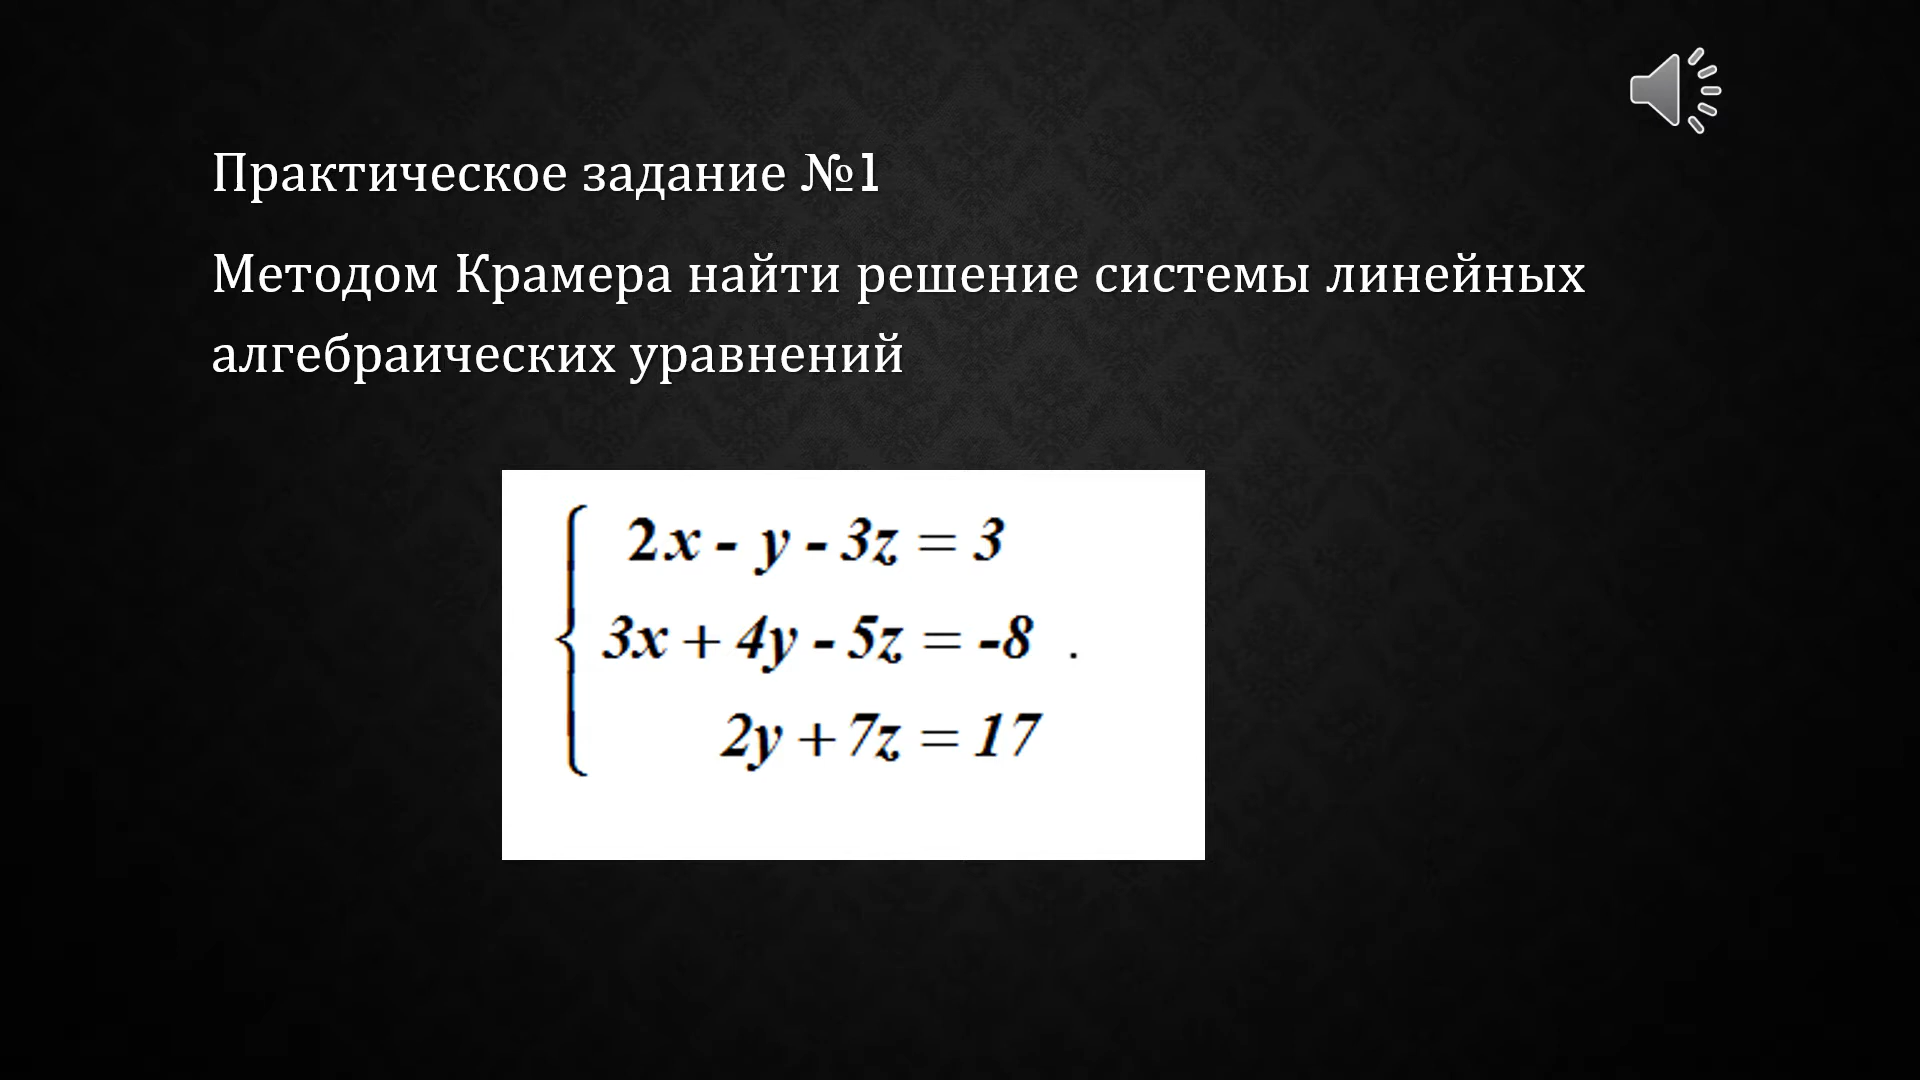 Практическое задание №1
Методом Крамера найти решение системы линейных
алгебраических уравнений
2x - y - 3z = 3
3x + 4y - 5z = -8 .
2y + 7z = 17